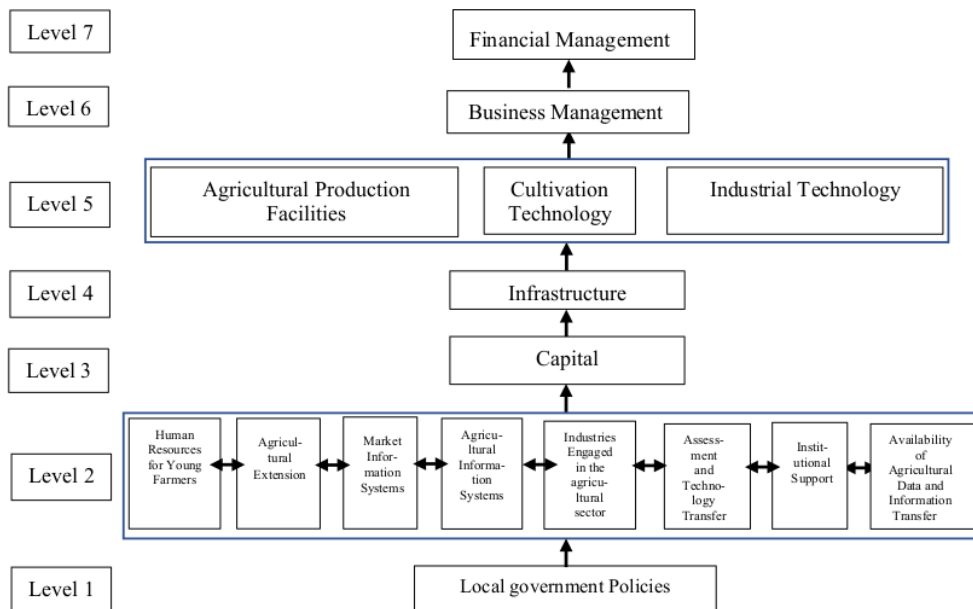 Level 7
Financial Management
Level 6
Business Management
Level 5
Agricultural Production
Facilities
Cultivation
Technology
Industrial Technology
Level 4
Infrastructure
Level 3
Capital
Level 2
Human
Resources
for Young
Farmers
Agricul-
tural
Extension
Market
Infor-
mation
Systems
Agricu-
ltural
Informa-
tion
Systems
Industries
Engaged
in the
agricu-
ltural
sector
Assess-
ment
and
Techno-
logy
Transfer
Insti-
tutional
Support
Availability
of
Agricultural
Data and
Information
Transfer
Level 1
Local government Policies